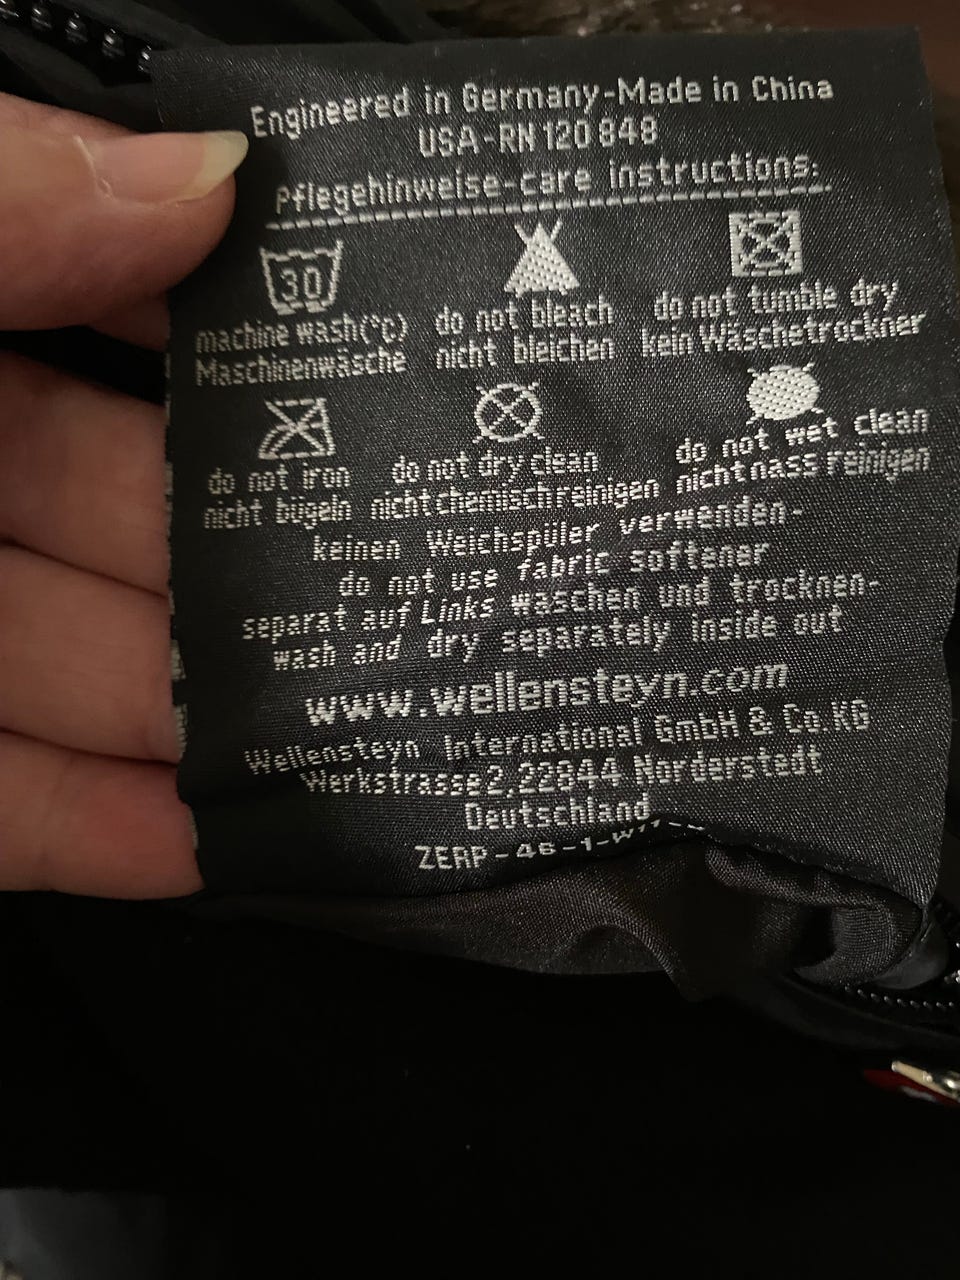 Engineered in Germany-Made in China
USA-RN 120 848
Pflegehinweise-care instructions:
30
machine wash(°C) do not bleach do not tumble dry
Maschinenwäsche nicht bleichen kein Wäschetrockner
do not iron do not dry clean do not wet clean
nicht bügeln nicht chemisch reinigen nicht nass reinigen
keinen Weichspüler verwenden-
do not use fabric softener
separat auf Links waschen und trocknen-
wash and dry separately inside out
www.wellensteyn.com
Wellensteyn International GmbH & Co.KG
Werkstrasse 2, 22844 Norderstedt
Deutschland